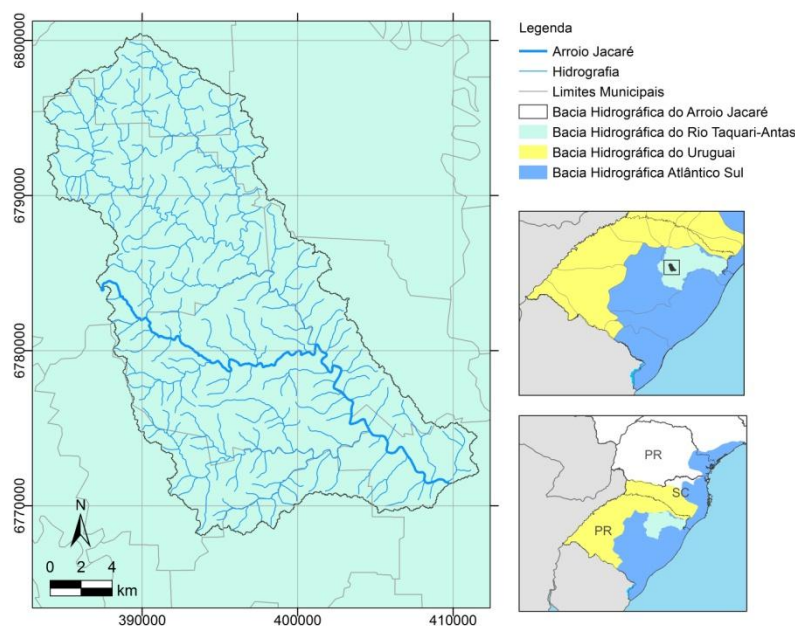 6800000
6790000
6780000
6770000
N
0 2 4
km
390000 400000 410000
Legenda
Arroio Jacaré
Hidrografia
Limites Municipais
Bacia Hidrográfica do Arroio Jacaré
Bacia Hidrográfica do Rio Taquari-Antas
Bacia Hidrográfica do Uruguai
Bacia Hidrográfica Atlântico Sul
PR
SC
PR